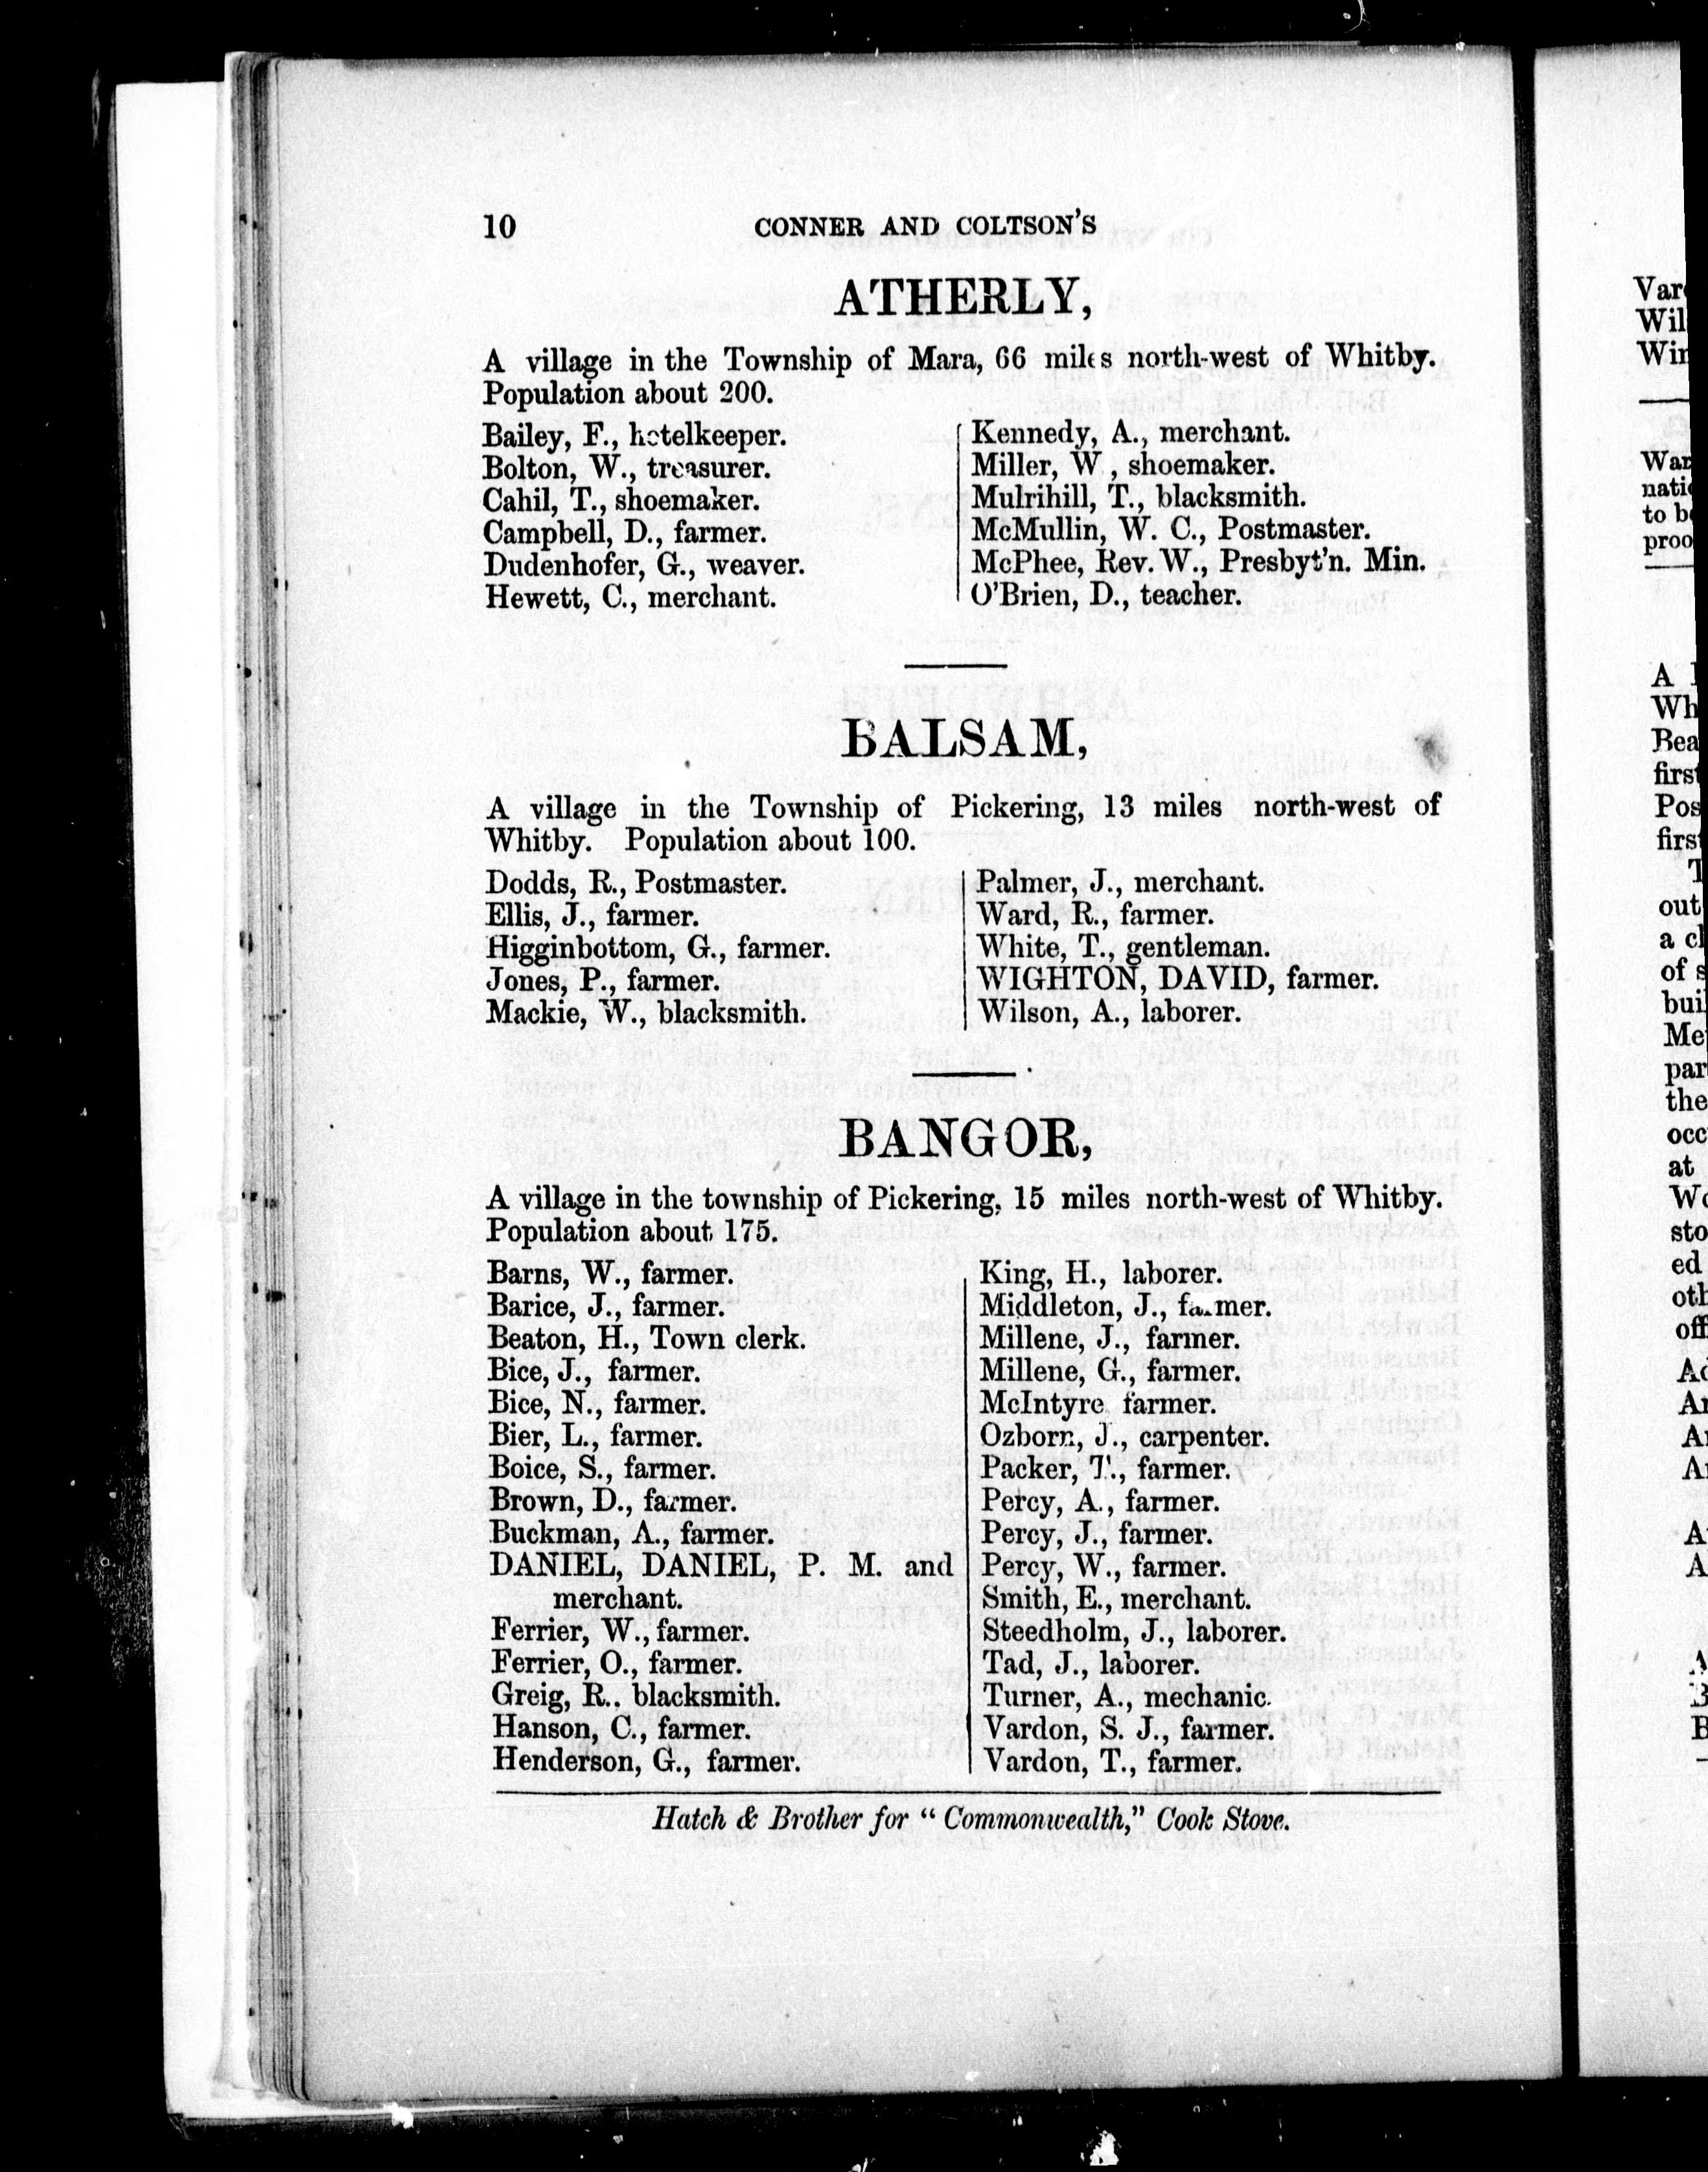 10 CONNER AND COLTSON'S
ATHERLY,
A village in the Township of Mara, 66 miles north-west of Whitby.
Population about 200.
Bailey, F., hotelkeeper.
Bolton, W., treasurer.
Cahil, T., shoemaker.
Campbell, D., farmer.
Dudenhofer, G., weaver.
Hewett, C., merchant.
Kennedy, A., merchant.
Miller, W , shoemaker.
Mulrihill, T., blacksmith.
McMullin, W. C., Postmaster.
McPhee, Rev. W., Presbyt'n. Min.
O'Brien, D., teacher.
BALSAM,
A village in the Township of Pickering, 13 miles north-west of
Whitby. Population about 100.
Dodds, R., Postmaster.
Ellis, J., farmer.
Higginbottom, G., farmer.
Jones, P., farmer.
Mackie, W., blacksmith.
Palmer, J., merchant.
Ward, R., farmer.
White, T., gentleman.
WIGHTON, DAVID, farmer.
Wilson, A., laborer.
BANGOR,
A village in the township of Pickering, 15 miles north-west of Whitby.
Population about 175.
Barns, W., farmer.
Barice, J., farmer.
Beaton, H., Town clerk.
Bice, J., farmer.
Bice, N., farmer.
Bier, L., farmer.
Boice, S., farmer.
Brown, D., farmer.
Buckman, A., farmer.
DANIEL, DANIEL, P. M. and
merchant.
Ferrier, W., farmer.
Ferrier, O., farmer.
Greig, R., blacksmith.
Hanson, C., farmer.
Henderson, G., farmer.
King, H., laborer.
Middleton, J., farmer.
Millene, J., farmer.
Millene, G., farmer.
McIntyre, farmer.
Ozborn, J., carpenter.
Packer, T., farmer.
Percy, A., farmer.
Percy, J., farmer.
Percy, W., farmer.
Smith, E., merchant.
Steedholm, J., laborer.
Tad, J., laborer.
Turner, A., mechanic.
Vardon, S. J., farmer.
Vardon, T., farmer.
Hatch & Brother for " Commonwealth," Cook Stove.